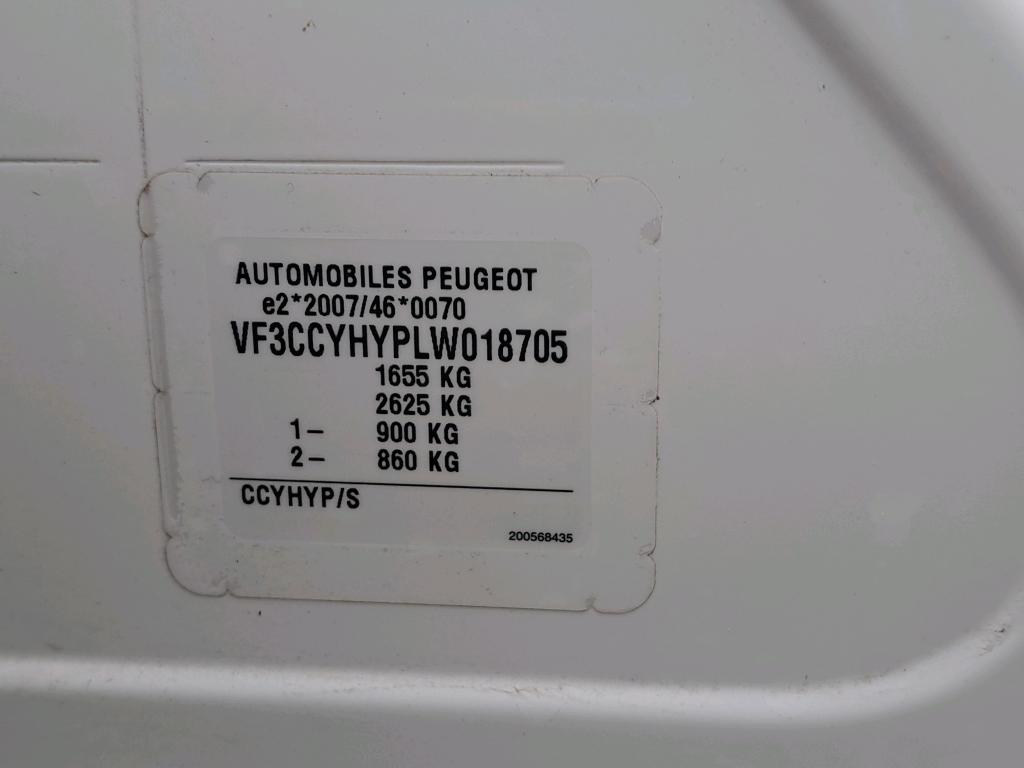 AUTOMOBILES PEUGEOT
e2*2007/46*0070
VF3CCYHYPLW018705
1655 KG
2625 KG
1– 900 KG
2– 860 KG
CCYHYP/S
200568435